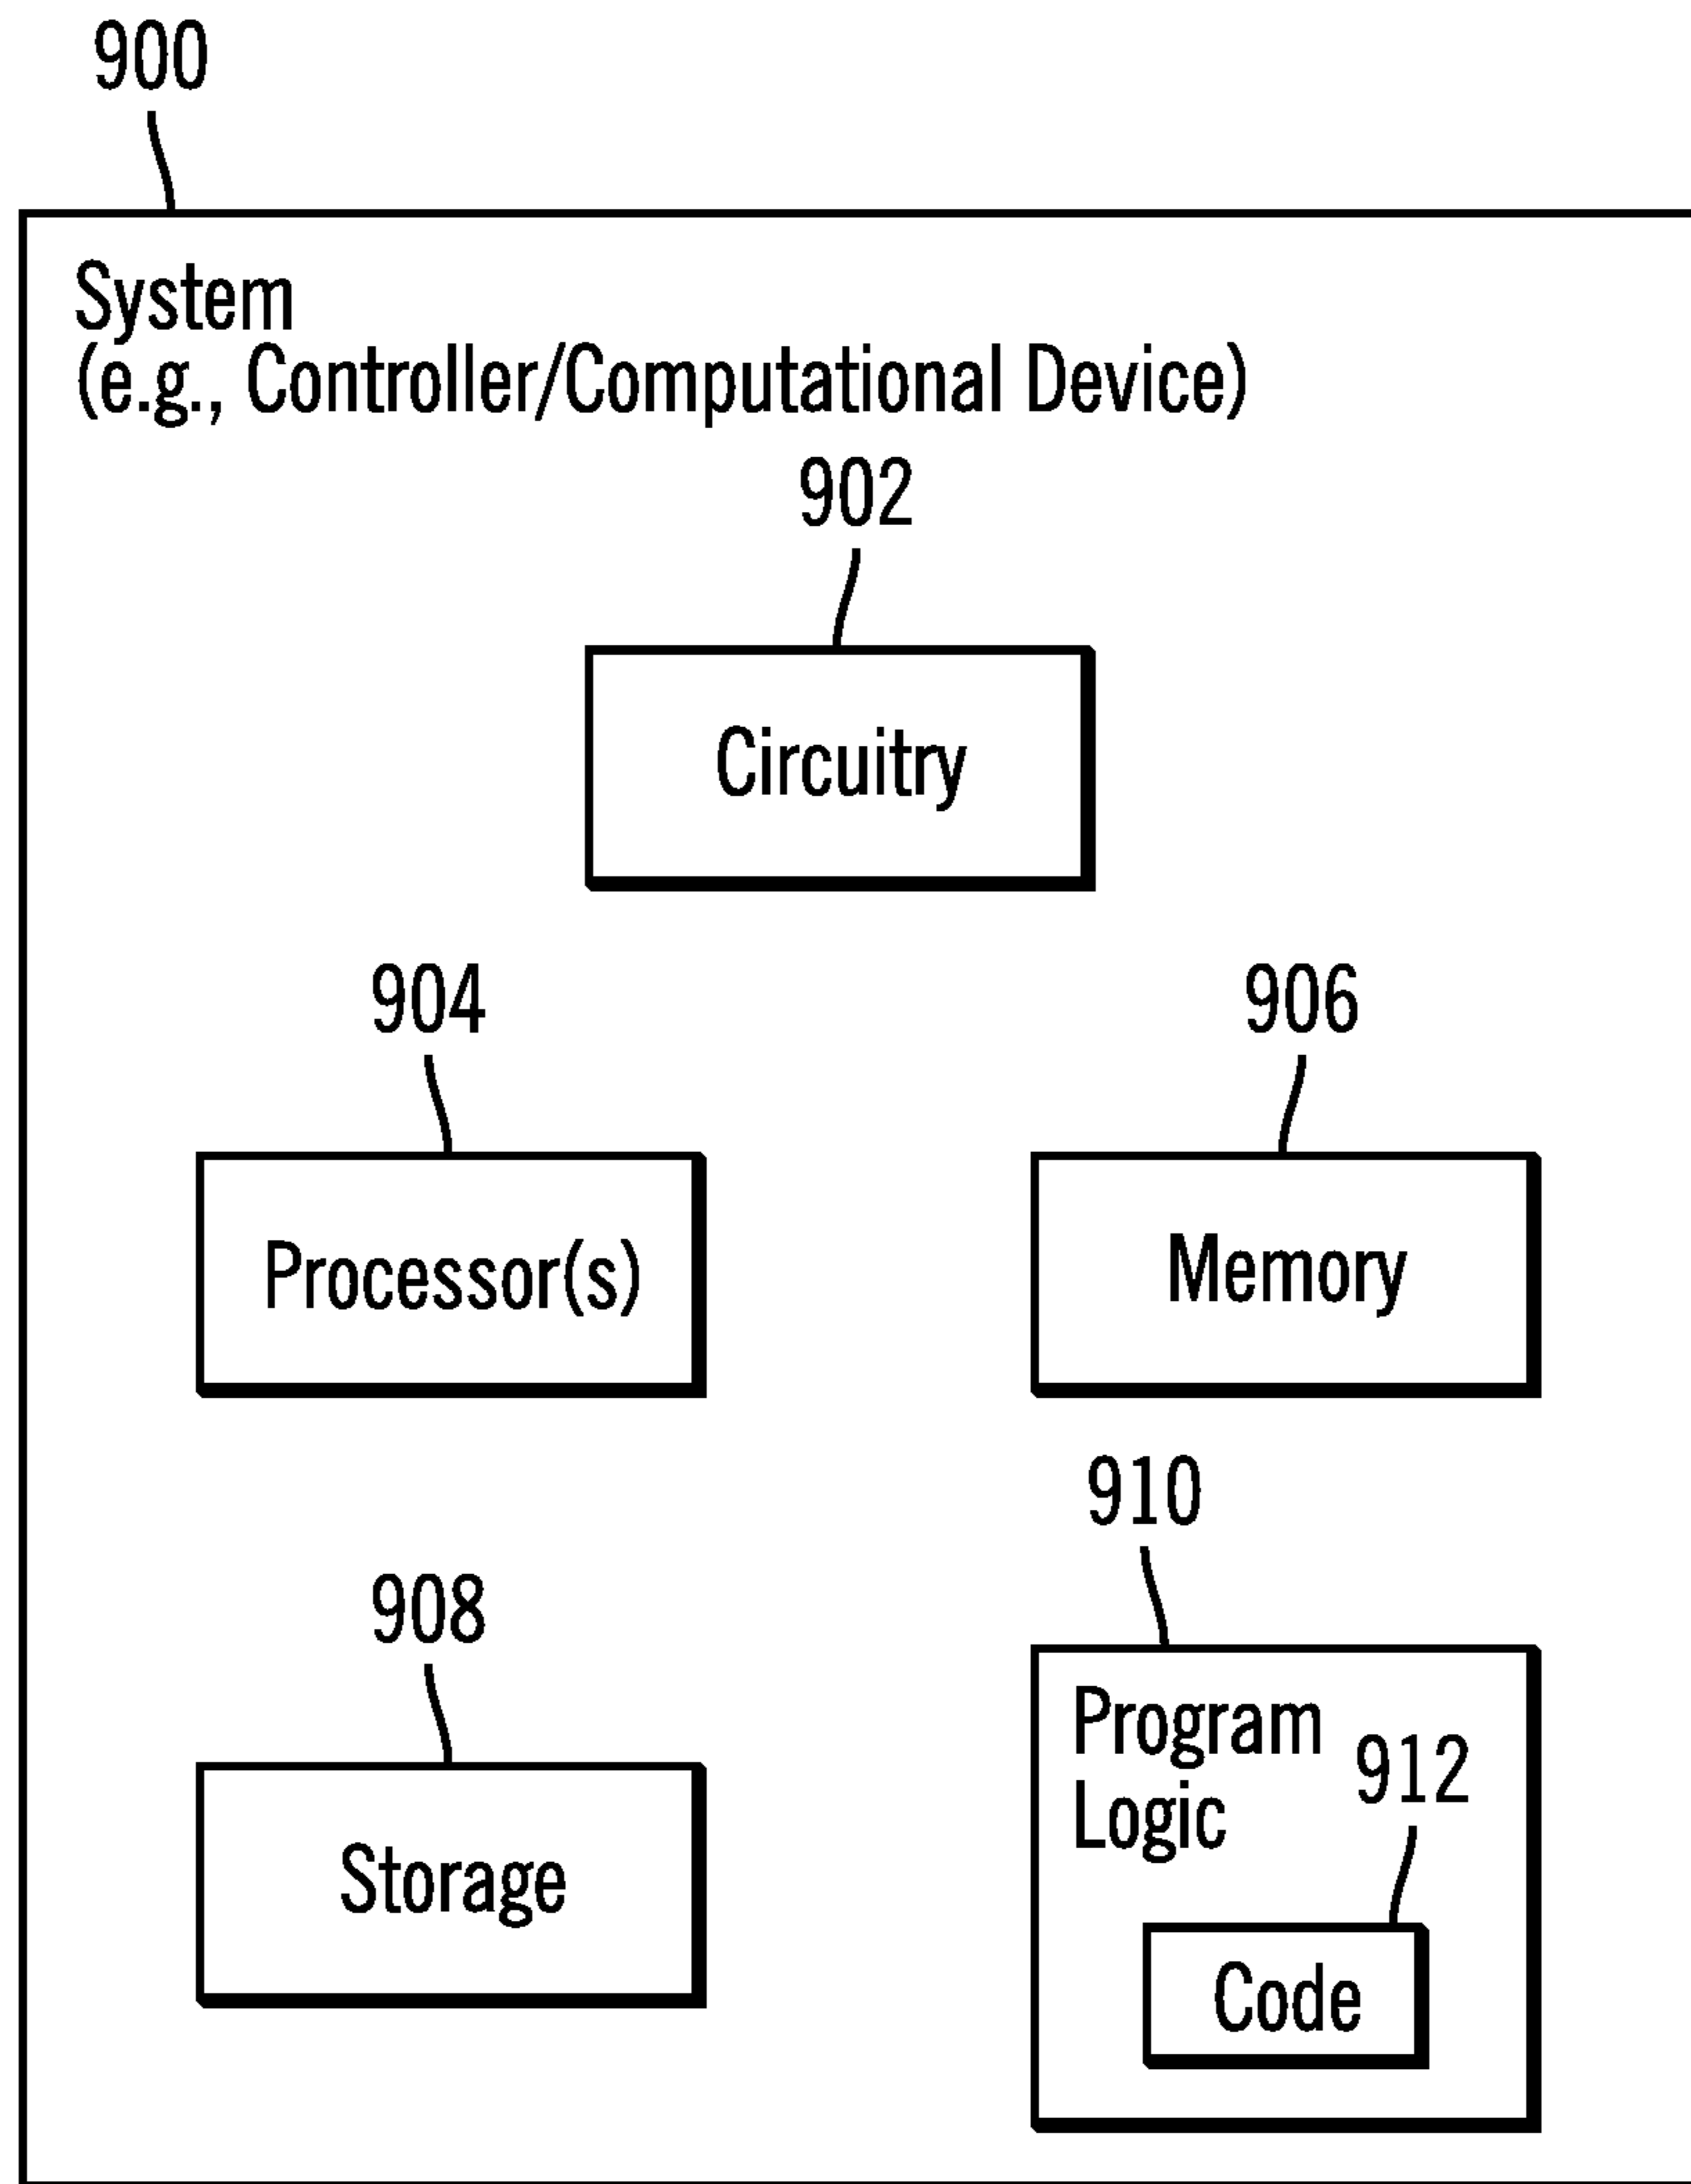 900
System
(e.g., Controller/Computational Device)
902
Circuitry
904
906
Processor(s)
Memory
910
908
Program
Logic
912
Storage
Code